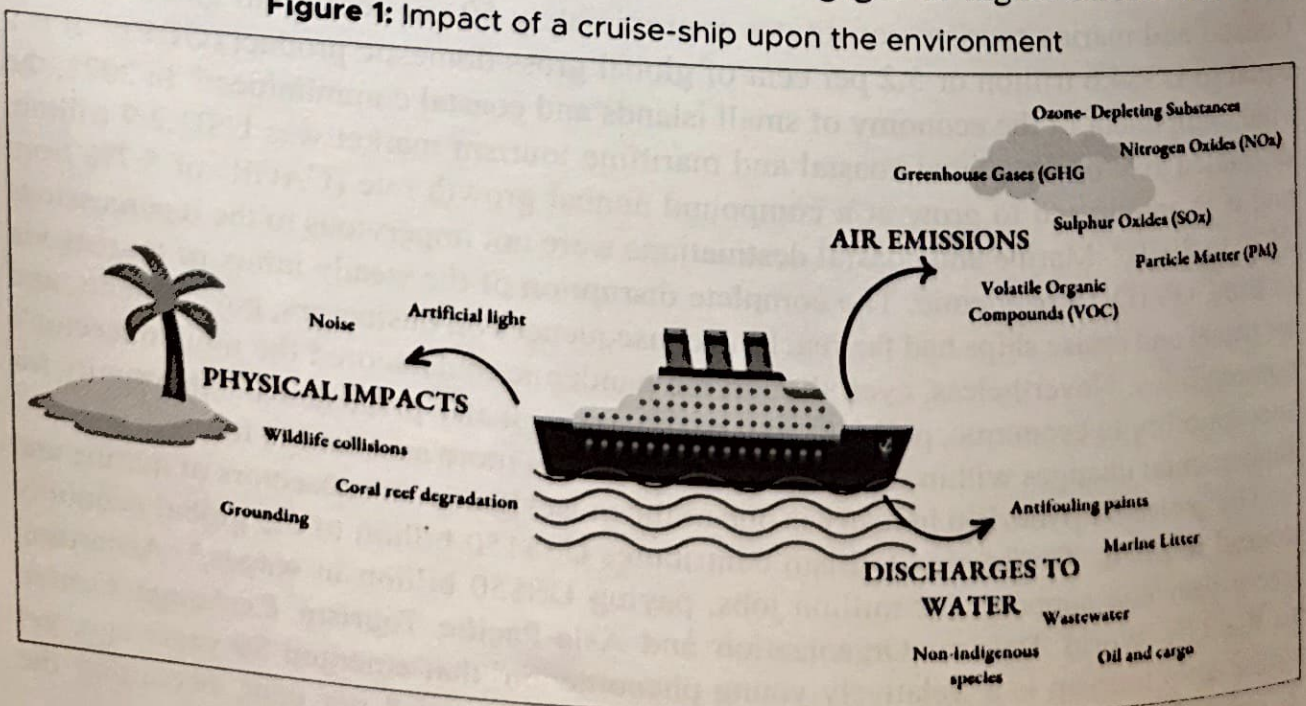 Figure 1: Impact of a cruise-ship upon the environment
Ozone- Depleting Substances
Nitrogen Oxides (NOx)
Greenhouse Gases (GHG
Sulphur Oxides (SOx)
AIR EMISSIONS
Particle Matter (PM)
Volatile Organic
Compounds (VOC)
Artificial light
Noise
PHYSICAL IMPACTS
Wildlife collisions
Coral reef degradation
Grounding
Antifouling paints
Marine Litter
DISCHARGES TO
WATER
Wastewater
Non-Indigenous
species
Oil and cargo